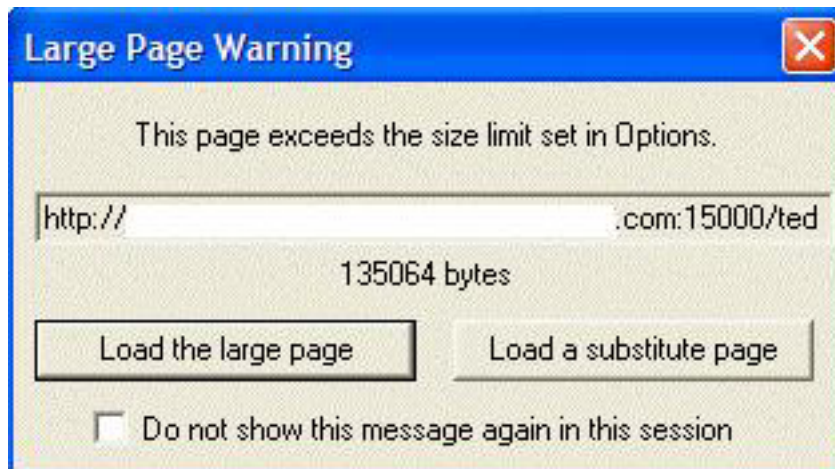 Large Page Warning
This page exceeds the size limit set in Options.
http:// .com:15000/ted
135064 bytes
Load the large page Load a substitute page
Do not show this message again in this session